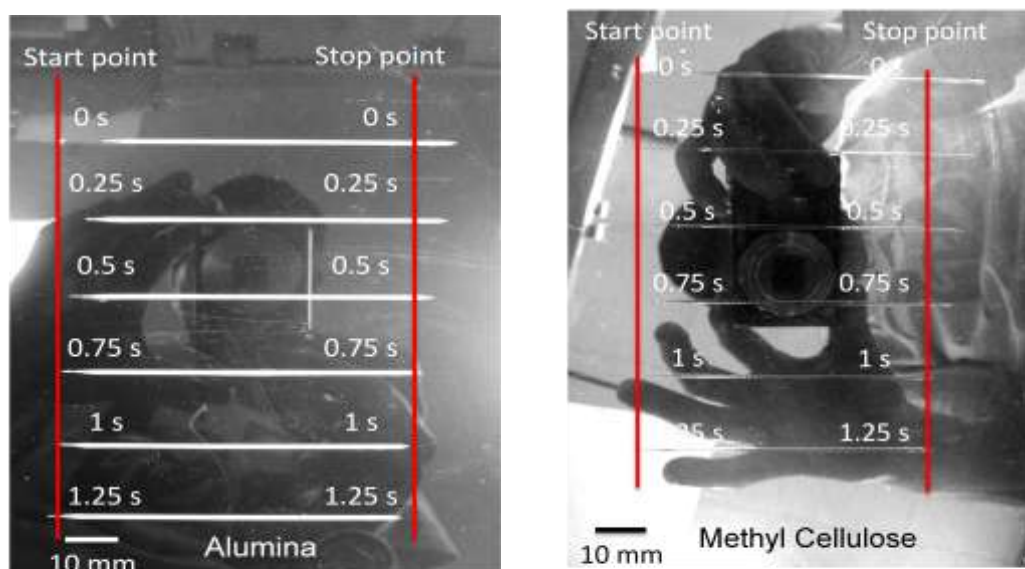 Start point Stop point
0 s 0 s
0.25 s 0.25 s
0.5 s 0.5 s
0.75 s 0.75 s
1 s 1 s
1.25 s 1.25 s
10 mm Alumina
Start point Stop point
0 s 0 s
0.25 s 0.25 s
0.5 s 0.5 s
0.75 s 0.75 s
1 s 1 s
1.25 s
10 mm Methyl Cellulose